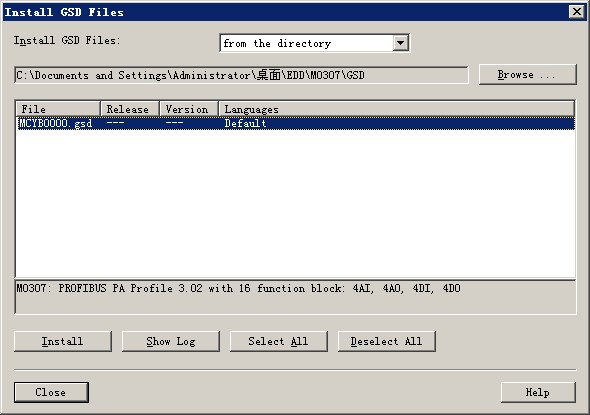 Install GSD Files
Install GSD Files:
from the directory
C:\Documents and Settings\Administrator\桌面\EDD\M0307\GSD
Browse ...
File Release Version Languages
MCYB0000.gsd --- --- Default
M0307: PROFIBUS PA Profile 3.02 with 16 function block: 4AI, 4AO, 4DI, 4DO
Install Show Log Select All Deselect All
Close Help